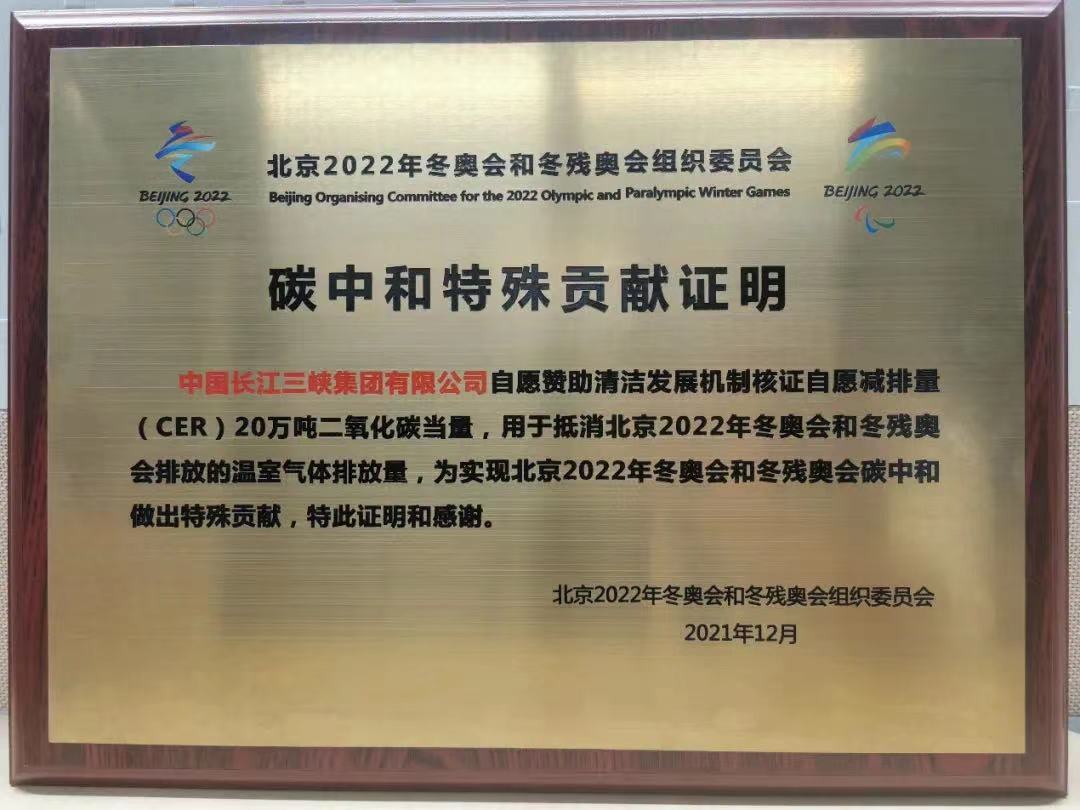 北京2022年冬奥会和冬残奥会组织委员会
Beijing Organising Committee for the 2022 Olympic and Paralympic Winter Games
BEIJING 2022
BEIJING 2022
碳中和特殊贡献证明
中国长江三峡集团有限公司自愿赞助清洁发展机制核证自愿减排量
（CER）20万吨二氧化碳当量，用于抵消北京2022年冬奥会和冬残奥
会排放的温室气体排放量，为实现北京2022年冬奥会和冬残奥会碳中和
做出特殊贡献，特此证明和感谢。
北京2022年冬奥会和冬残奥会组织委员会
2021年12月